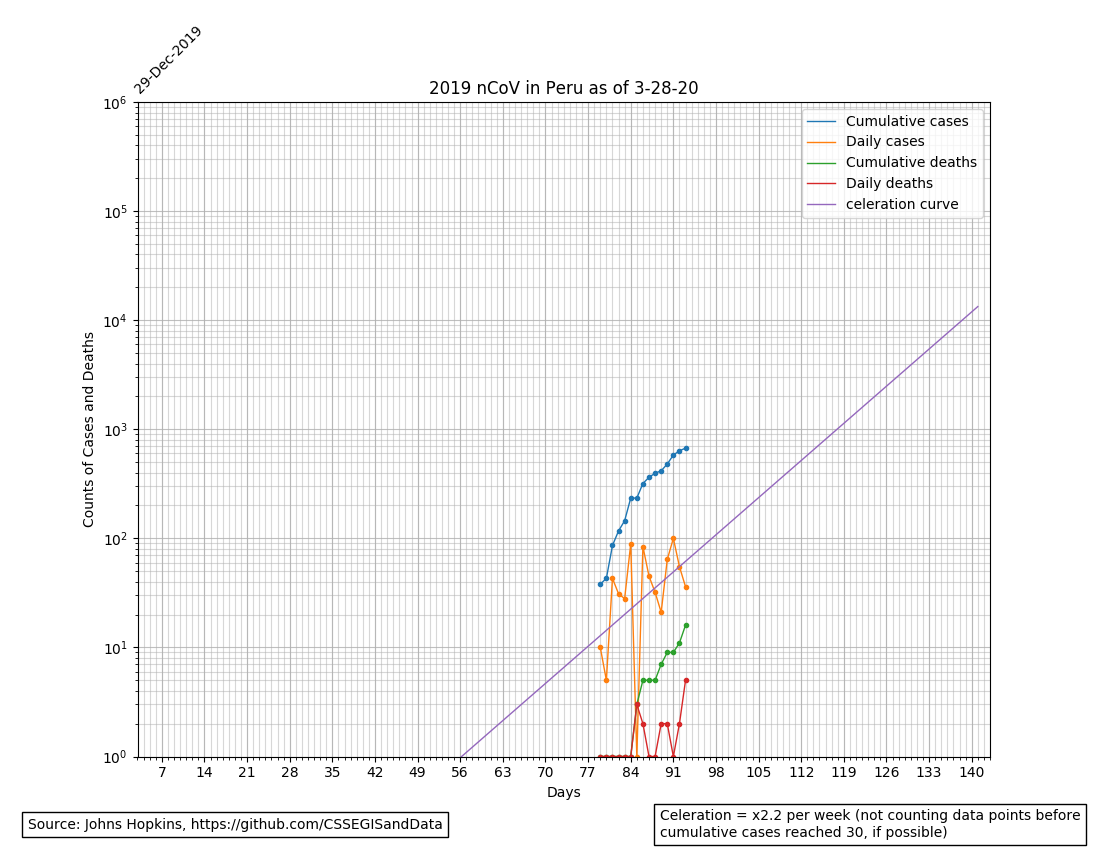 29-Dec-2019
2019 nCoV in Peru as of 3-28-20
Cumulative cases
Daily cases
Cumulative deaths
Daily deaths
celeration curve
10^6
10^5
10^4
10^3
10^2
10^1
10^0
Counts of Cases and Deaths
7 14 21 28 35 42 49 56 63 70 77 84 91 98 105 112 119 126 133 140
Days
Source: Johns Hopkins, https://github.com/CSSEGISandData
Celeration = x2.2 per week (not counting data points before
cumulative cases reached 30, if possible)